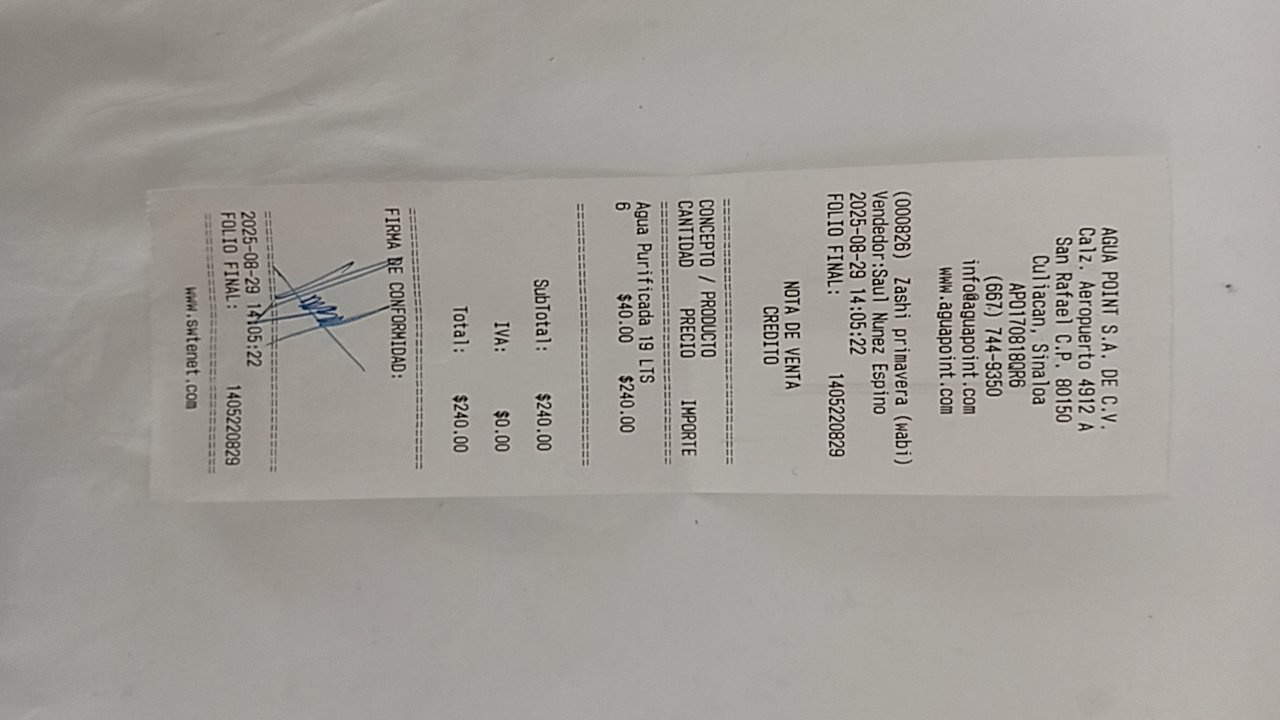 AGUA POINT S.A. DE C.V.
Calz. Aeropuerto 4912 A
San Rafael C.P. 80150
Culiacan, Sinaloa
APO170818QR6
(667) 744-9350
info@aguapoint.com
www.aguapoint.com
(000826) Zashi primavera (wabi)
Vendedor:Saul Nunez Espino
2025-08-29 14:05:22
FOLIO FINAL: 1405220829
NOTA DE VENTA
CREDITO
==============================
CONCEPTO / PRODUCTO
CANTIDAD PRECIO IMPORTE
==============================
Agua Purificada 19 LTS
6 $40.00 $240.00
==============================
SubTotal: $240.00
IVA: $0.00
Total: $240.00
==============================
FIRMA DE CONFORMIDAD:
==============================
2025-08-29 14:05:22
FOLIO FINAL: 1405220829
==============================
www.swtenet.com